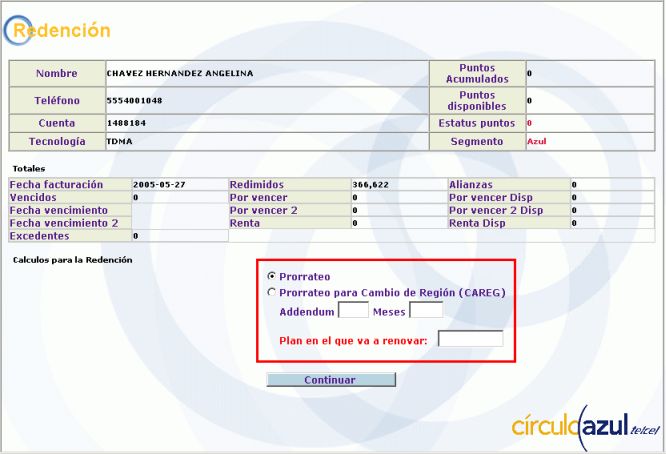 Redención
Nombre CHAVEZ HERNANDEZ ANGELINA Puntos Acumulados 0
Teléfono 5554001048 Puntos disponibles 0
Cuenta 1488184 Estatus puntos 0
Tecnología TDMA Segmento Azul
Totales
Fecha facturación 2005-05-27 Redimidos 366,622 Alianzas 0
Vencidos 0 Por vencer 0 Por vencer Disp 0
Fecha vencimiento Por vencer 2 0 Por vencer 2 Disp 0
Fecha vencimiento 2 Renta 0 Renta Disp 0
Excedentes 0
Calculos para la Redención
Prorrateo
Prorrateo para Cambio de Región (CAREG)
Addendum Meses
Plan en el que va a renovar:
Continuar
círculoazul telcel